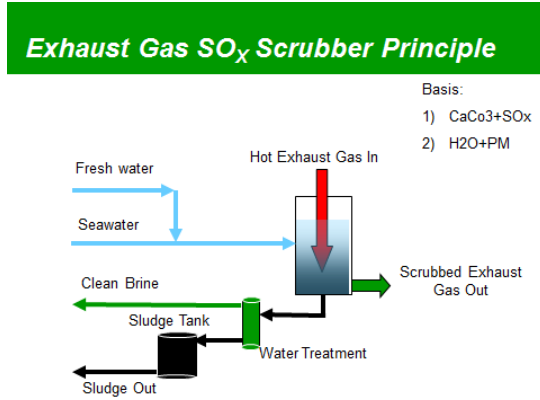 Exhaust Gas SOX Scrubber Principle
Basis:
1) CaCo3+SOx
2) H2O+PM
Hot Exhaust Gas In
Fresh water
Seawater
Scrubbed Exhaust
Gas Out
Clean Brine
Sludge Tank
Water Treatment
Sludge Out